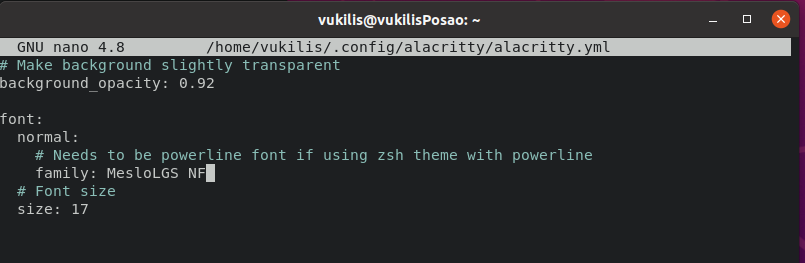 vukilis@vukilisPosao: ~
GNU nano 4.8 /home/vukilis/.config/alacritty/alacritty.yml
# Make background slightly transparent
background_opacity: 0.92
font:
normal:
# Needs to be powerline font if using zsh theme with powerline
family: MesloLGS NF
# Font size
size: 17